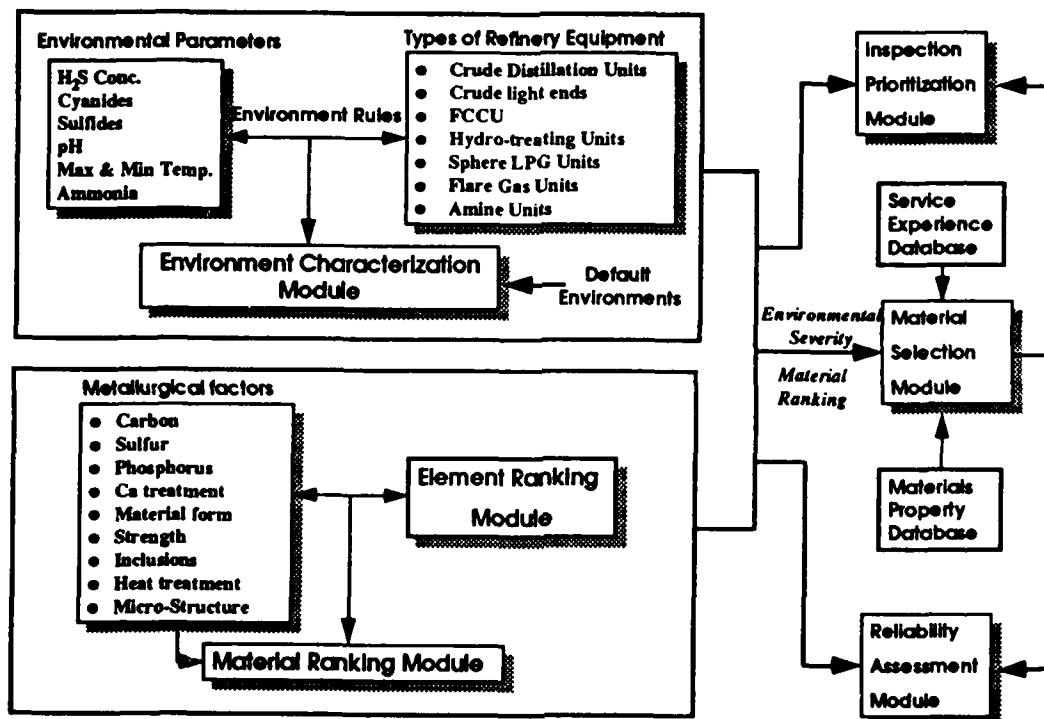 Environmental Parameters
H2S Conc.
Cyanides
Sulfides
pH
Max & Min Temp.
Ammonia
Environment Rules
Types of Refinery Equipment
● Crude Distillation Units
● Crude light ends
● FCCU
● Hydro-treating Units
● Sphere LPG Units
● Flare Gas Units
● Amine Units
Environment Characterization
Module
Default
Environments
Metallurgical factors
● Carbon
● Sulfur
● Phosphorus
● Ca treatment
● Material form
● Strength
● Inclusions
● Heat treatment
● Micro-Structure
Element Ranking
Module
Material Ranking Module
Environmental
Severity
Material
Ranking
Inspection
Prioritization
Module
Service
Experience
Database
Material
Selection
Module
Materials
Property
Database
Reliability
Assessment
Module